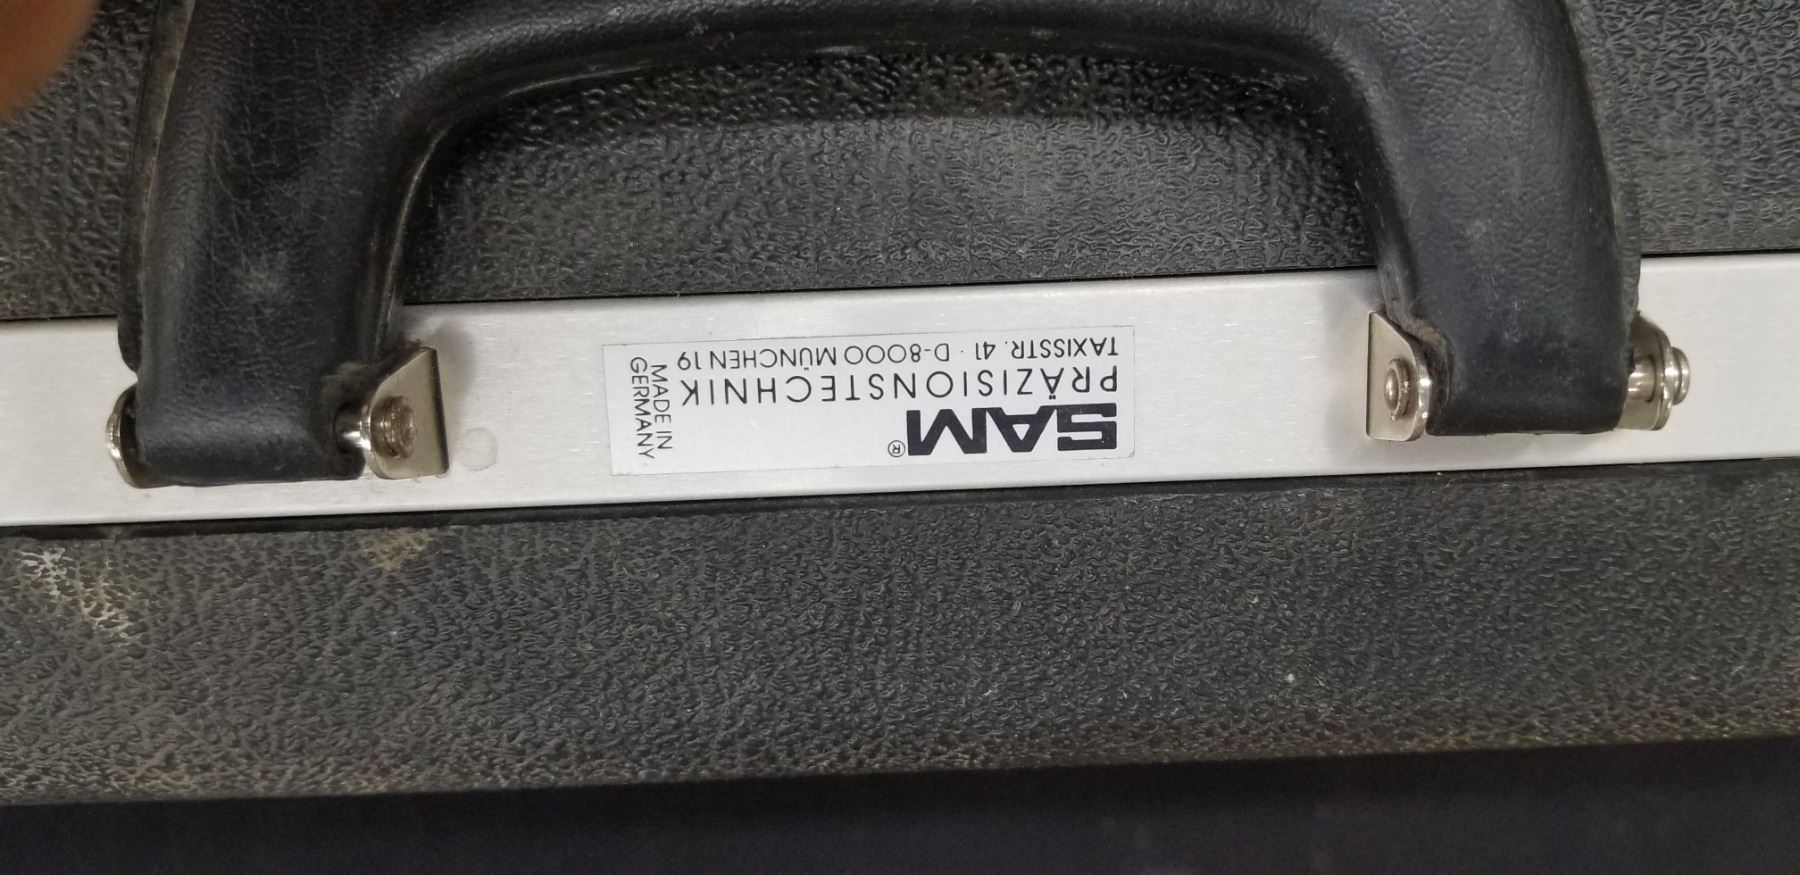 SAM®
PRÄZISIONSTECHNIK
TAXISSTR. 41 · D-8000 MÜNCHEN 19
MADE IN
GERMANY